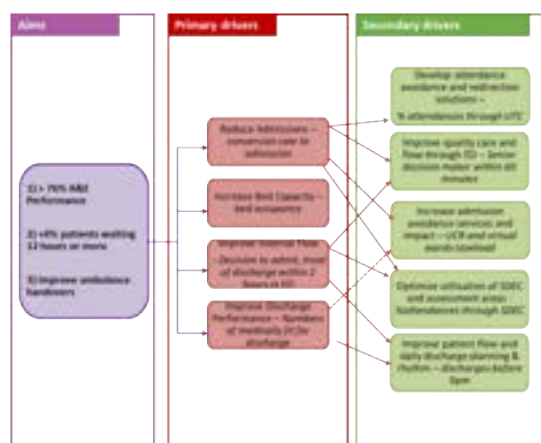 Aims
Primary drivers
Secondary drivers
1) > 76% A&E
Performance
2) <4% patients waiting
12 hours or more
3) Improve ambulance
handovers
Reduce Admissions –
conversion rate to
admission
Increase Bed Capacity –
bed occupancy
Improve Internal Flow
- Decision to admit,
of discharge within 2
hours in ED
Improve Discharge
Performance – Numbers
of medically fit for
discharge
Develop attendance
avoidance and redirection
solutions –
% attendances through UTC
Improve quality care and
flow through ED – Senior
decision maker within 60
minutes
Increase admission
avoidance services and
impact – UCR and virtual
wards
Optimise utilisation of SDEC
and assessment areas
through SDEC
Improve patient flow and
daily discharge planning &
rhythm – discharges before